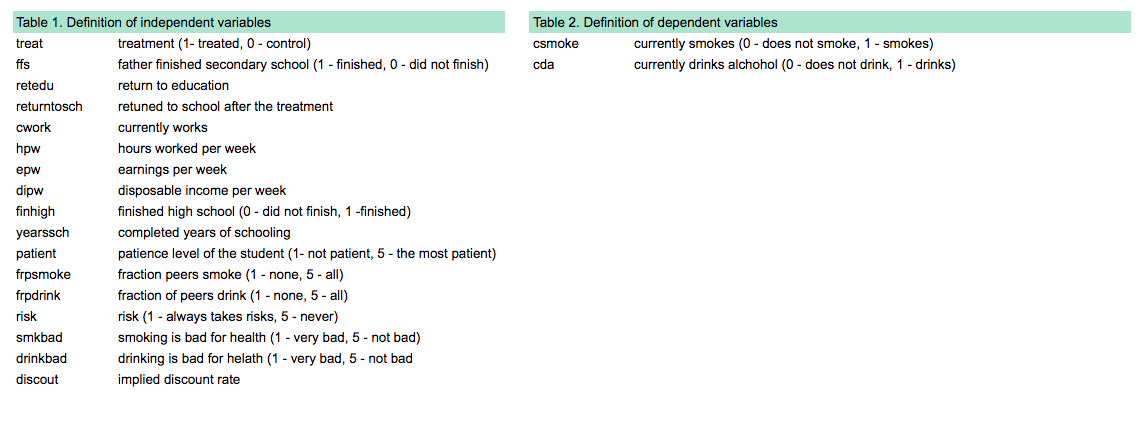 Table 1. Definition of independent variables
treat treatment (1- treated, 0 - control)
ffs father finished secondary school (1 - finished, 0 - did not finish)
retedu return to education
returntosch retuned to school after the treatment
cwork currently works
hpw hours worked per week
epw earnings per week
dipw disposable income per week
finhigh finished high school (0 - did not finish, 1 -finished)
yearssch completed years of schooling
patient patience level of the student (1- not patient, 5 - the most patient)
frpsmoke fraction peers smoke (1 - none, 5 - all)
frpdrink fraction of peers drink (1 - none, 5 - all)
risk risk (1 - always takes risks, 5 - never)
smkbad smoking is bad for health (1 - very bad, 5 - not bad)
drinkbad drinking is bad for helath (1 - very bad, 5 - not bad
discout implied discount rate
Table 2. Definition of dependent variables
csmoke currently smokes (0 - does not smoke, 1 - smokes)
cda currently drinks alchohol (0 - does not drink, 1 - drinks)